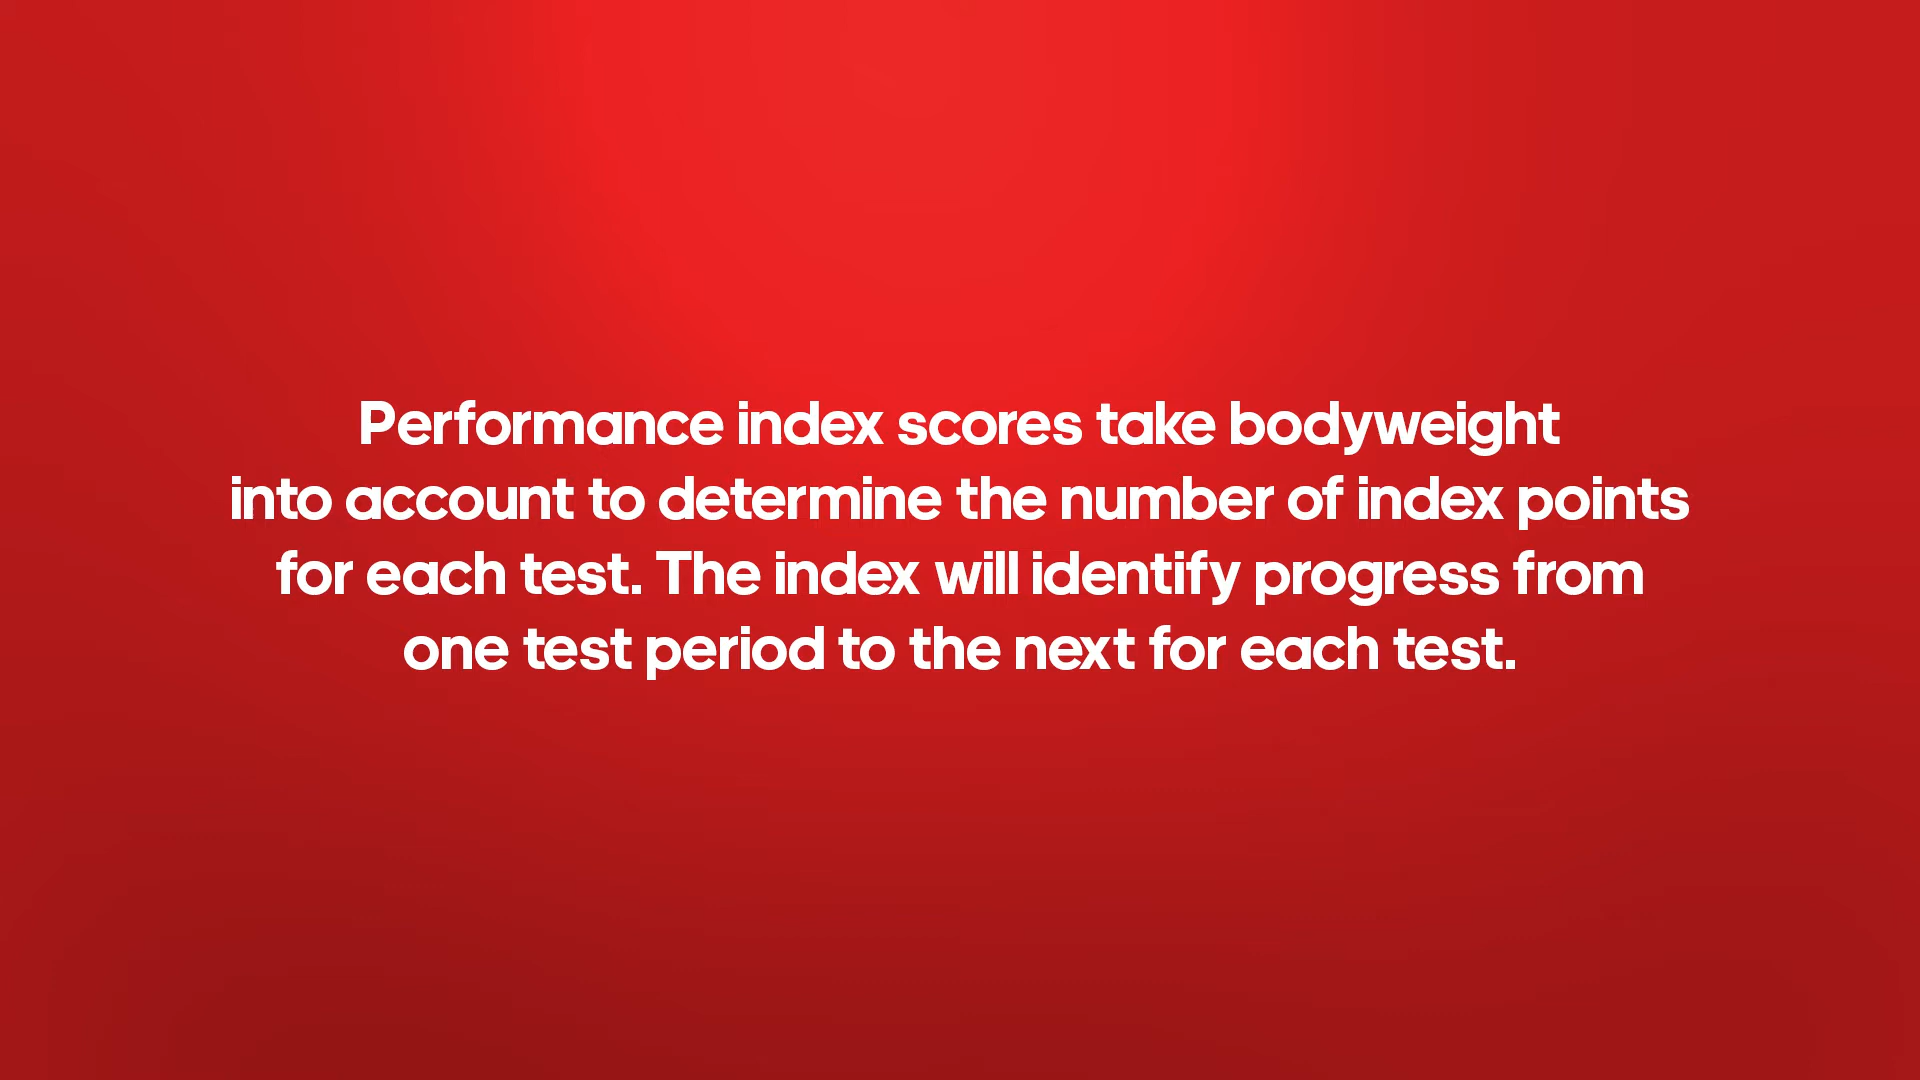 Performance index scores take bodyweight
into account to determine the number of index points
for each test. The index will identify progress from
one test period to the next for each test.